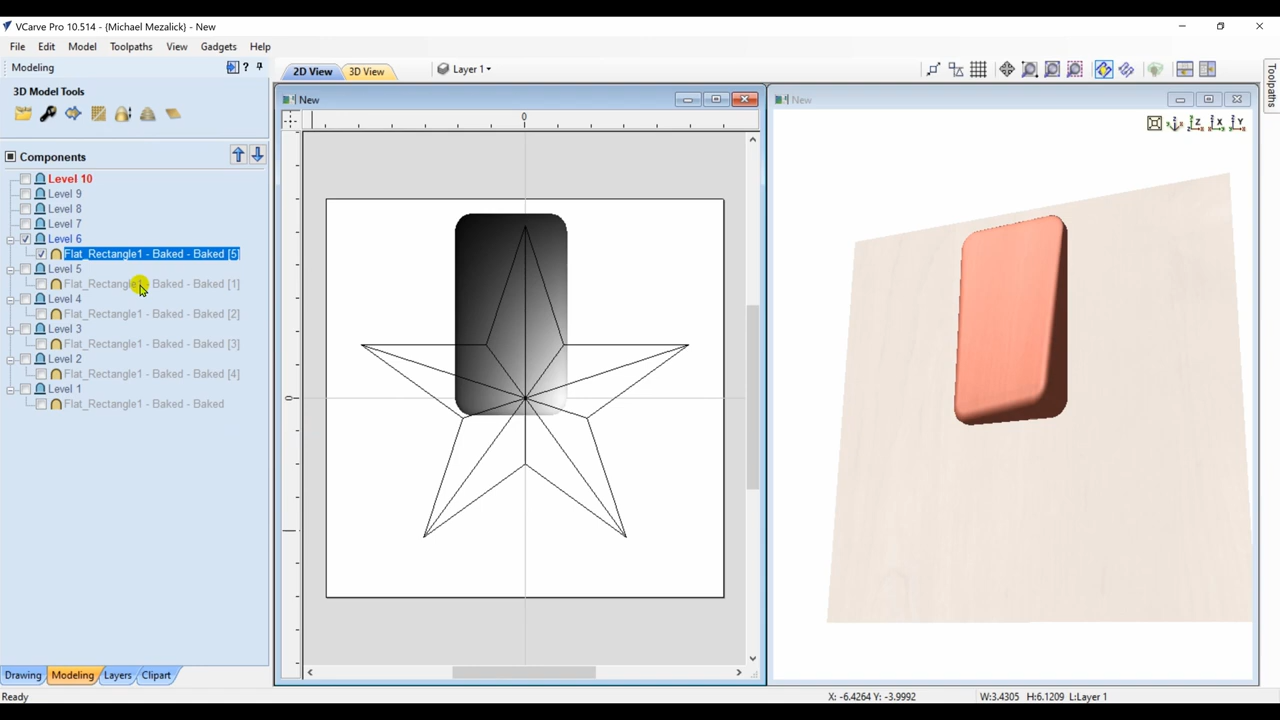 VCarve Pro 10.514 - {Michael Mezalick} - New
File Edit Model Toolpaths View Gadgets Help
Modeling
?
2D View
3D View
Layer 1
Toolpaths
3D Model Tools
New
New
0
Z X Y
Components
Level 10
Level 9
Level 8
Level 7
Level 6
Flat_Rectangle1 - Baked - Baked [5]
Level 5
Flat_Rectangle1 - Baked - Baked [1]
Level 4
Flat_Rectangle1 - Baked - Baked [2]
Level 3
Flat_Rectangle1 - Baked - Baked [3]
Level 2
Flat_Rectangle1 - Baked - Baked [4]
Level 1
Flat_Rectangle1 - Baked - Baked
0
Drawing Modeling Layers Clipart
Ready
X: -6.4264 Y: -3.9992
W:3.4305 H:6.1209 L:Layer 1